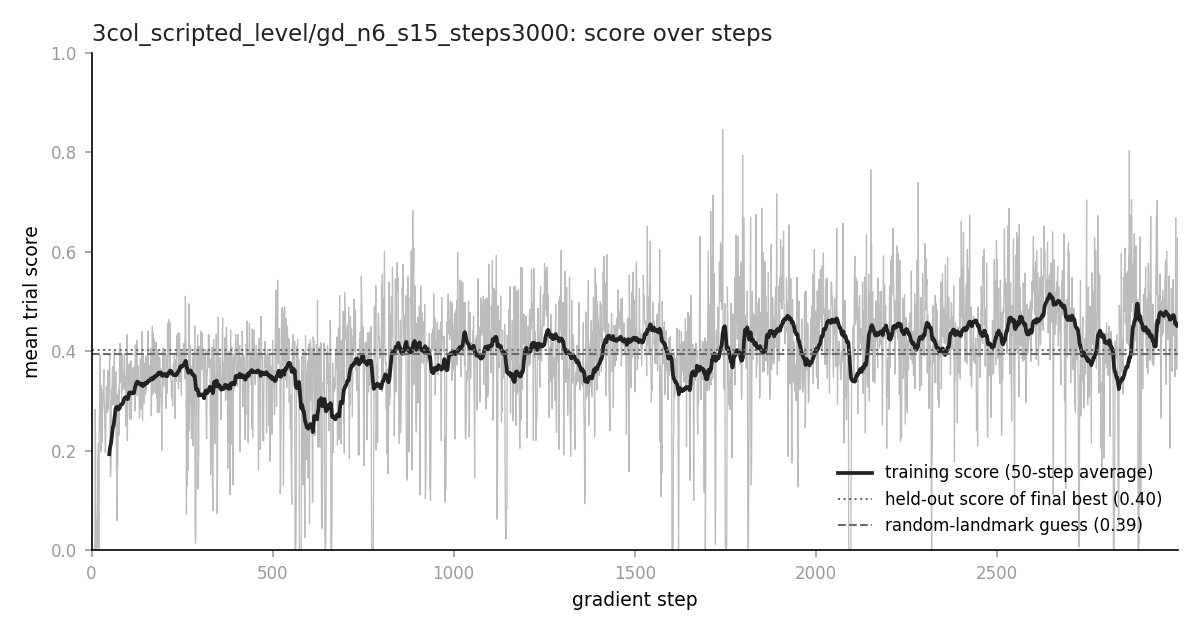 3col_scripted_level/gd_n6_s15_steps3000: score over steps
1.0
0.8
0.6
0.4
0.2
0.0
mean trial score
training score (50-step average)
held-out score of final best (0.40)
random-landmark guess (0.39)
0 500 1000 1500 2000 2500
gradient step